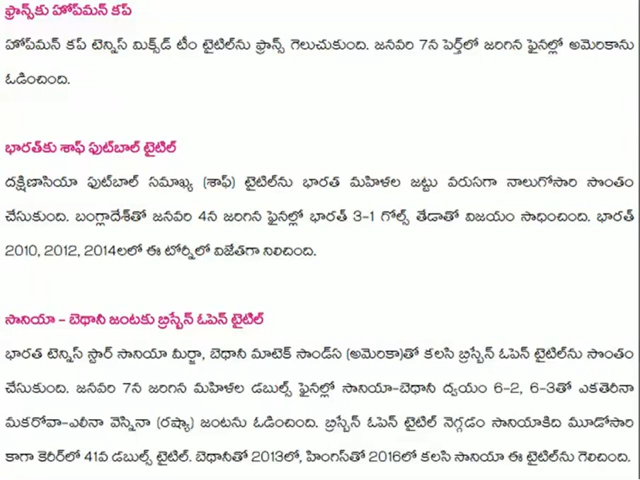 ఫ్రాన్స్‌కు హోప్‌మన్ కప్
హోప్‌మన్ కప్ టెన్నిస్ మిక్స్‌డ్ టీం టైటిల్‌ను ఫ్రాన్స్ గెలుచుకుంది. జనవరి 7న పెర్త్‌లో జరిగిన ఫైనల్లో అమెరికాను
ఓడించింది.
భారత్‌కు శాఫ్ ఫుట్‌బాల్ టైటిల్
దక్షిణాసియా ఫుట్‌బాల్ సమాఖ్య (శాఫ్) టైటిల్‌ను భారత మహిళల జట్టు వరుసగా నాలుగోసారి సొంతం
చేసుకుంది. బంగ్లాదేశ్‌తో జనవరి 4న జరిగిన ఫైనల్లో భారత్ 3-1 గోల్స్ తేడాతో విజయం సాధించింది. భారత్
2010, 2012, 2014లలో ఈ టోర్నీలో విజేతగా నిలిచింది.
సానియా - బెథానీ జంటకు బ్రిస్బేన్ ఓపెన్ టైటిల్
భారత టెన్నిస్ స్టార్ సానియా మీర్జా, బెథానీ మాటెక్ సాండ్స్ (అమెరికా)తో కలసి బ్రిస్బేన్ ఓపెన్ టైటిల్‌ను సొంతం
చేసుకుంది. జనవరి 7న జరిగిన మహిళల డబుల్స్ ఫైనల్లో సానియా-బెథానీ ద్వయం 6-2, 6-3తో ఎకతెరీనా
మకరోవా-ఎలీనా వెస్నినా (రష్యా) జంటను ఓడించింది. బ్రిస్బేన్ ఓపెన్ టైటిల్ నెగ్గడం సానియాకిది మూడోసారి
కాగా కెరీర్‌లో 41వ డబుల్స్ టైటిల్. బెథానీతో 2013లో, హింగిస్‌తో 2016లో కలసి సానియా ఈ టైటిల్‌ను గెలిచింది.